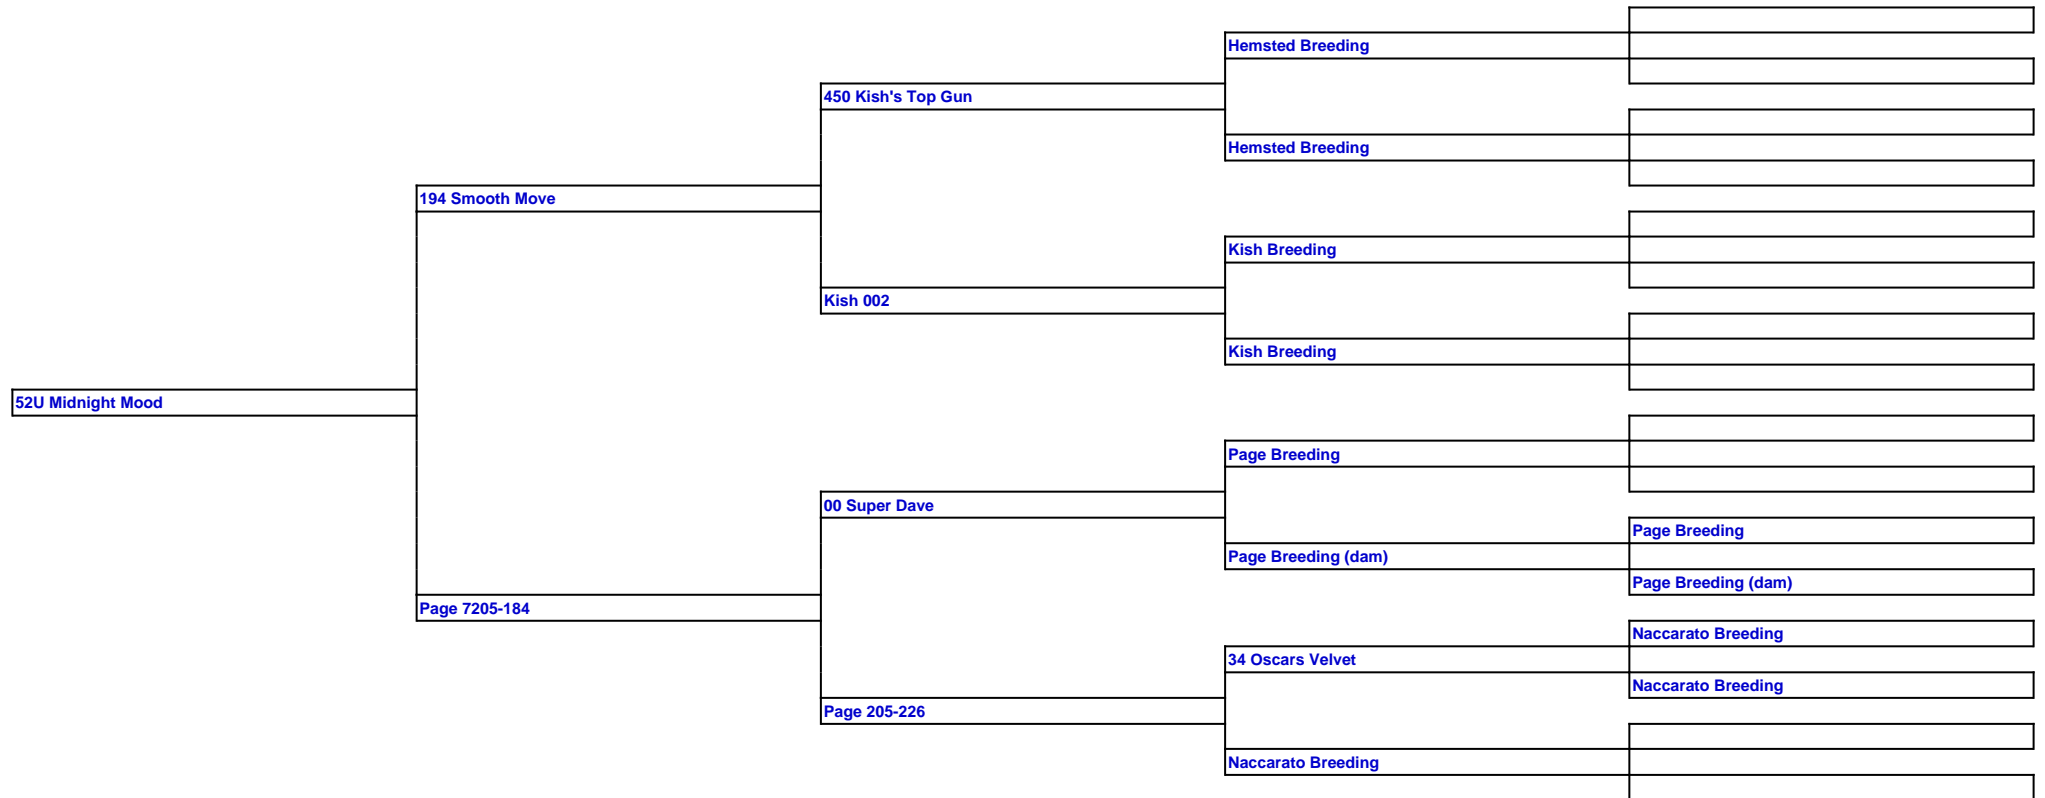 Hemsted Breeding
450 Kish's Top Gun
Hemsted Breeding
194 Smooth Move
Kish Breeding
Kish 002
Kish Breeding
52U Midnight Mood
Page Breeding
00 Super Dave
Page Breeding
Page Breeding (dam)
Page Breeding (dam)
Page 7205-184
Naccarato Breeding
34 Oscars Velvet
Naccarato Breeding
Page 205-226
Naccarato Breeding